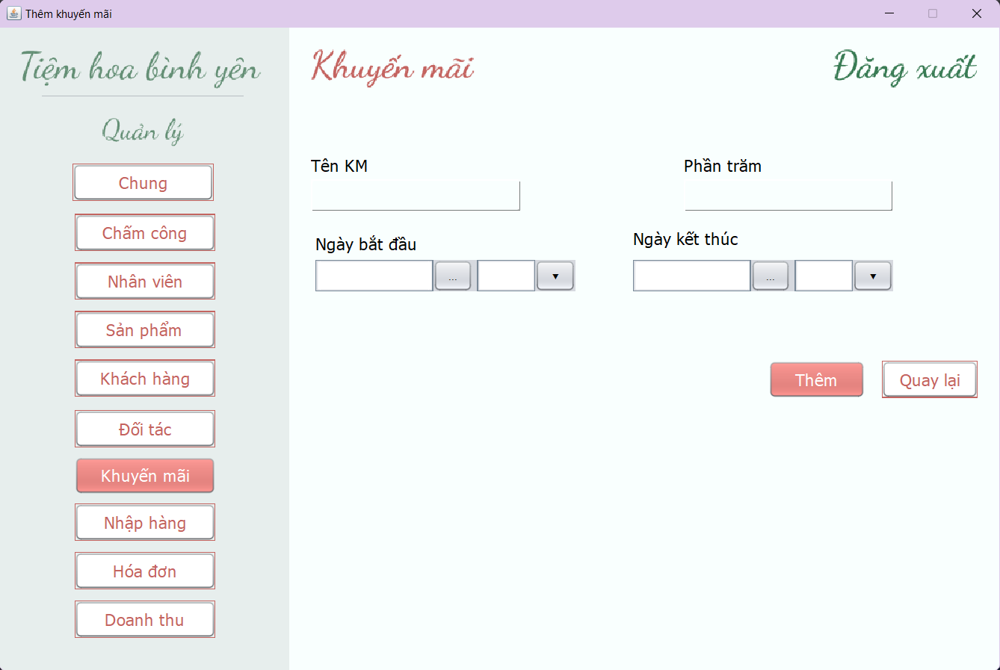 Thêm khuyến mãi
Tiệm hoa bình yên
Quản lý
Chung
Chấm công
Nhân viên
Sản phẩm
Khách hàng
Đối tác
Khuyến mãi
Nhập hàng
Hóa đơn
Doanh thu
Khuyến mãi
Đăng xuất
Tên KM
Phần trăm
Ngày bắt đầu
Ngày kết thúc
...
...
Thêm
Quay lại